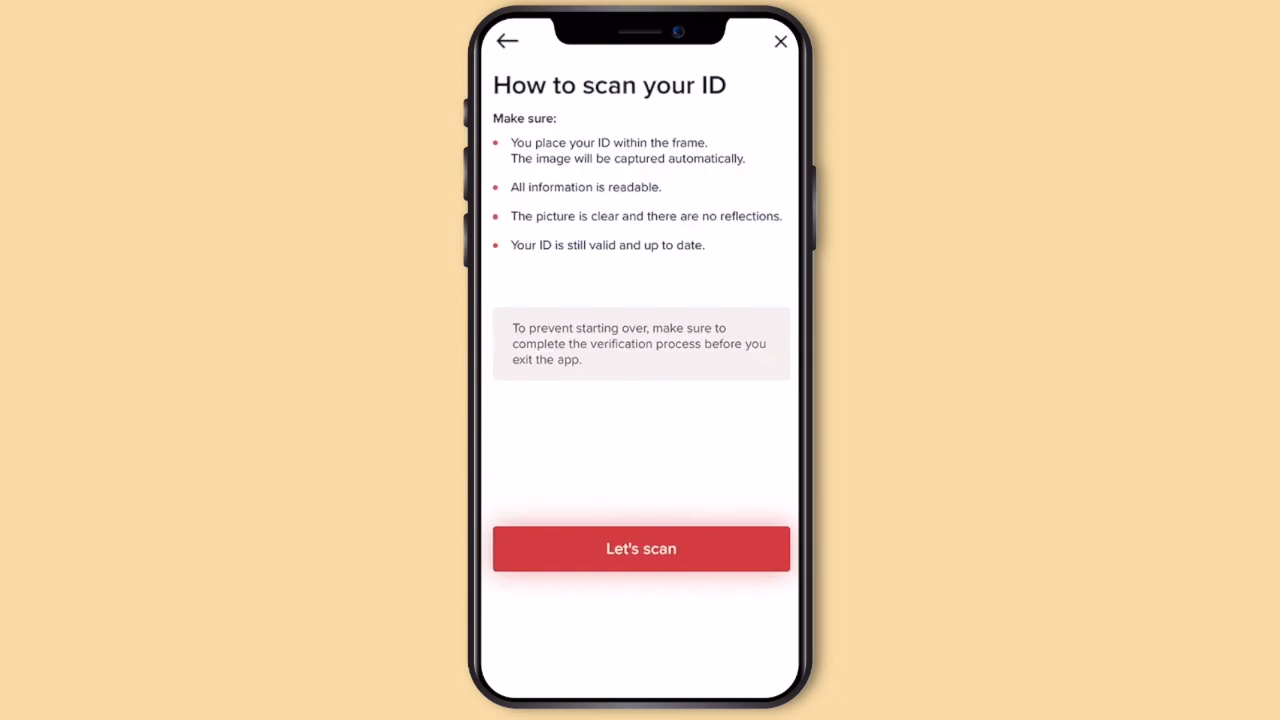 How to scan your ID
Make sure:
You place your ID within the frame.
The image will be captured automatically.
All information is readable.
The picture is clear and there are no reflections.
Your ID is still valid and up to date.
To prevent starting over, make sure to
complete the verification process before you
exit the app.
Let's scan